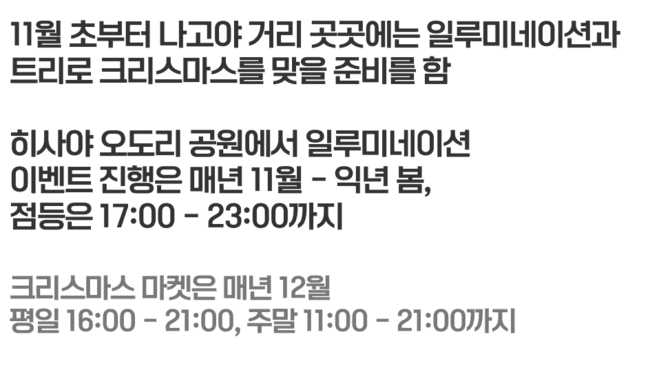 11월 초부터 나고야 거리 곳곳에는 일루미네이션과
트리로 크리스마스를 맞을 준비를 함
히사야 오도리 공원에서 일루미네이션
이벤트 진행은 매년 11월 - 익년 봄,
점등은 17:00 - 23:00까지
크리스마스 마켓은 매년 12월
평일 16:00 - 21:00, 주말 11:00 - 21:00까지